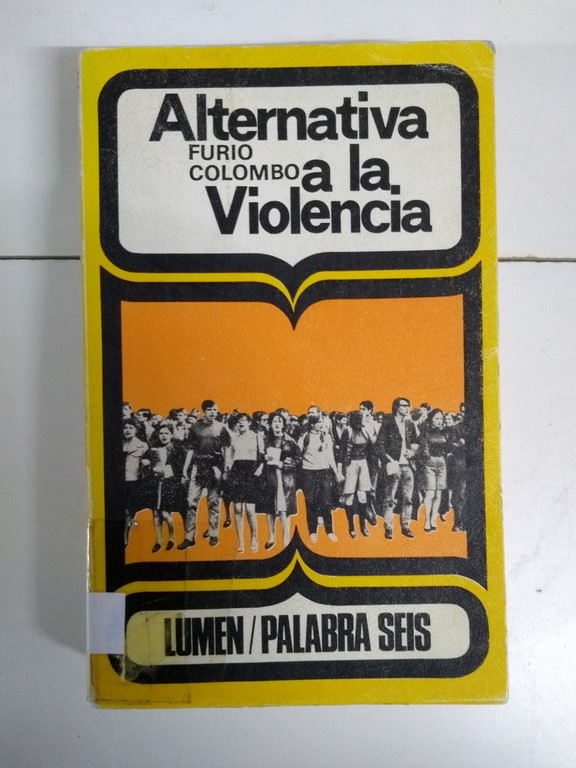 Alternativa
FURIO
COLOMBO a la
Violencia
LUMEN/PALABRA SEIS